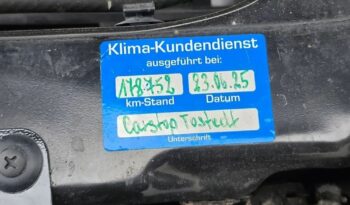 Klima-Kundendienst
ausgeführt bei:
178752 23.06.25
km-Stand Datum
Carstop Tostedt
Unterschrift